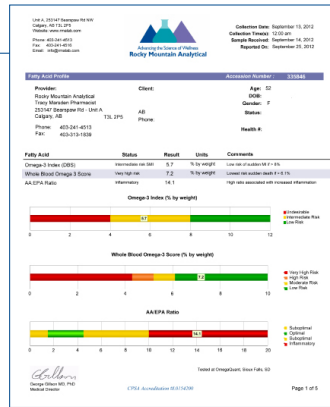 Unit A, 253147 Bearspaw Rd NW
Calgary, AB T3L 2P5
Website: www.rmalab.com
Phone: 403-241-4513
Fax: 403-241-4516
Email: info@rmalab.com
Advancing the Science of Wellness
Rocky Mountain Analytical
Collection Date: September 13, 2012
Collection Time(s): 12:00 am
Sample Received: September 14, 2012
Reported On: September 25, 2012
Fatty Acid Profile
Accession Number : 335846
Provider:
Rocky Mountain Analytical
Tracy Marsden Pharmacist
253147 Bearspaw Rd - Unit A
Calgary, AB T3L 2P5
Phone: 403-241-4513
Fax: 403-313-1639
Client:
AB
Phone:
Age: 52
DOB:
Gender: F
Status:
Health #:
Fatty Acid Status Result Units Comments
Omega-3 Index (DBS) Intermediate risk SMI 5.7 % by weight Low risk of sudden MI if > 8%
Whole Blood Omega 3 Score Very high risk 7.2 % by weight Lowest risk of sudden death if > 6.1%
AA:EPA Ratio Inflammatory 14.1 High ratio associated with increased inflammation
Omega-3 Index (% by weight)
5.7
0 2 4 6 8 10 12
Undesirable
Intermediate Risk
Low Risk
Whole Blood Omega-3 Score (% by weight)
7.2
0 2 4 6 8 10
Very High Risk
High Risk
Moderate Risk
Low Risk
AA/EPA Ratio
14.1
0 2 4 6 8 10 12 14 16 18 20
Suboptimal
Optimal
Suboptimal
Inflammatory
Tested at OmegaQuant, Sioux Falls, SD
George Gillson MD, PhD
Medical Director
Page 1 of 5